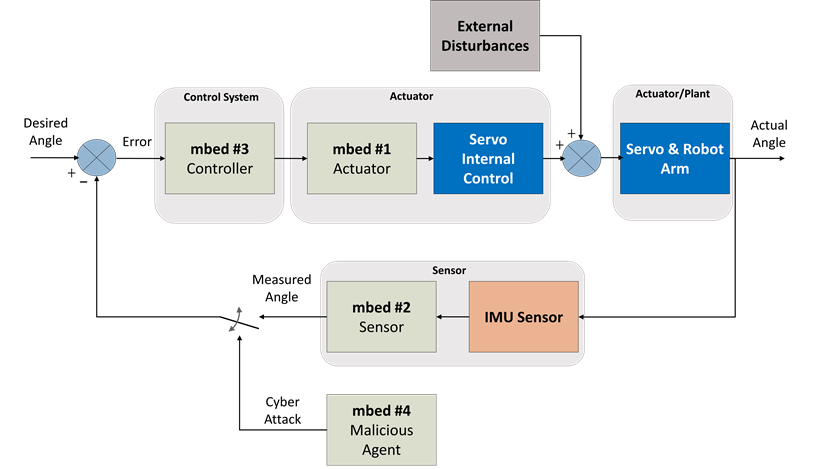 External
Disturbances
Control System
Actuator
Actuator/Plant
Desired
Angle
Error
mbed #3
Controller
mbed #1
Actuator
Servo
Internal
Control
+
+
Servo & Robot
Arm
Actual
Angle
+
−
Sensor
Measured
Angle
mbed #2
Sensor
IMU Sensor
Cyber
Attack
mbed #4
Malicious
Agent